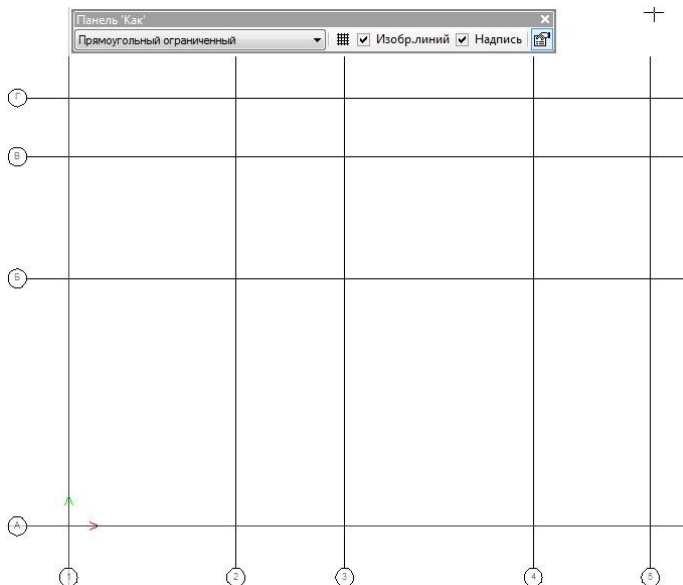 Панель 'Как'
Прямоугольный ограниченный
Изобр.линий
Надпись
Г
В
Б
А
1
2
3
4
5